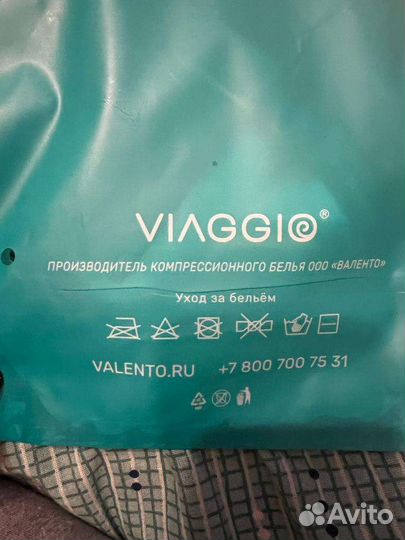 VIAGGIO®
ПРОИЗВОДИТЕЛЬ КОМПРЕССИОННОГО БЕЛЬЯ ООО «ВАЛЕНТО»
Уход за бельём
VALENTO.RU +7 800 700 75 31
Avito